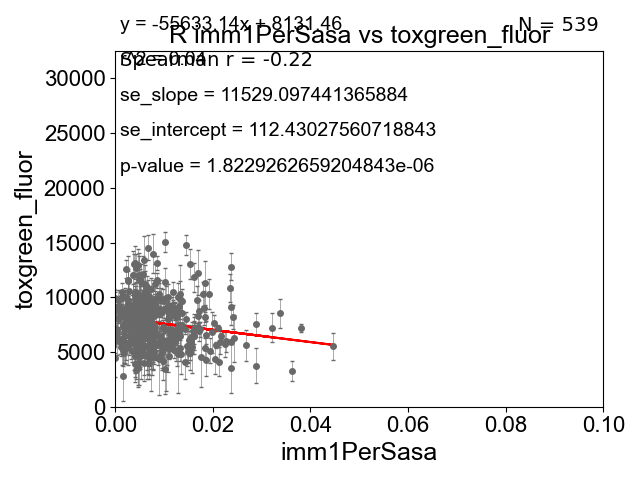 y = -55633.14x + 8131.46
N = 539
R imm1PerSasa vs toxgreen_fluor
r^2 = 0.04
Spearman r = -0.22
se_slope = 11529.097441365884
se_intercept = 112.43027560718843
p-value = 1.8229262659204843e-06
30000
25000
20000
15000
10000
5000
0
toxgreen_fluor
0.00 0.02 0.04 0.06 0.08 0.10
imm1PerSasa